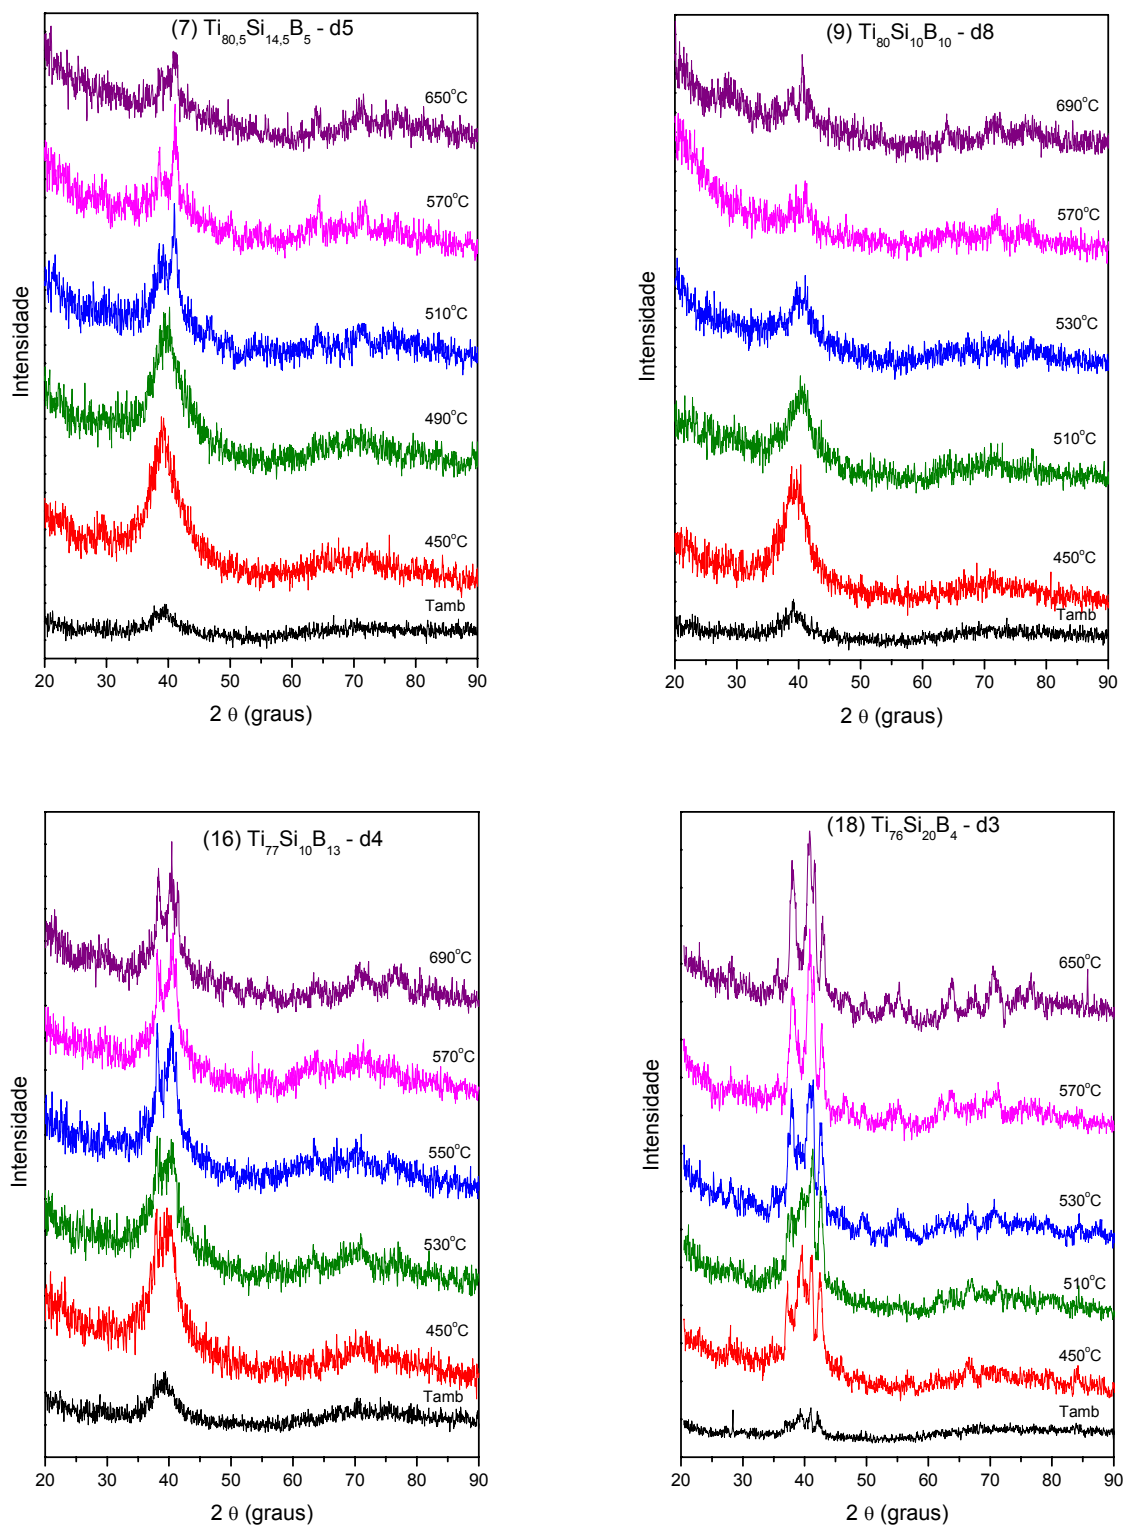 (7) Ti80,5Si14,5B5 - d5
650°C
570°C
510°C
490°C
450°C
Tamb
Intensidade
20 30 40 50 60 70 80 90
2 θ (graus)
(9) Ti80Si10B10 - d8
690°C
570°C
530°C
510°C
450°C
Tamb
Intensidade
20 30 40 50 60 70 80 90
2 θ (graus)
(16) Ti77Si10B13 - d4
690°C
570°C
550°C
530°C
450°C
Tamb
Intensidade
20 30 40 50 60 70 80 90
2 θ (graus)
(18) Ti76Si20B4 - d3
650°C
570°C
530°C
510°C
450°C
Tamb
Intensidade
20 30 40 50 60 70 80 90
2 θ (graus)